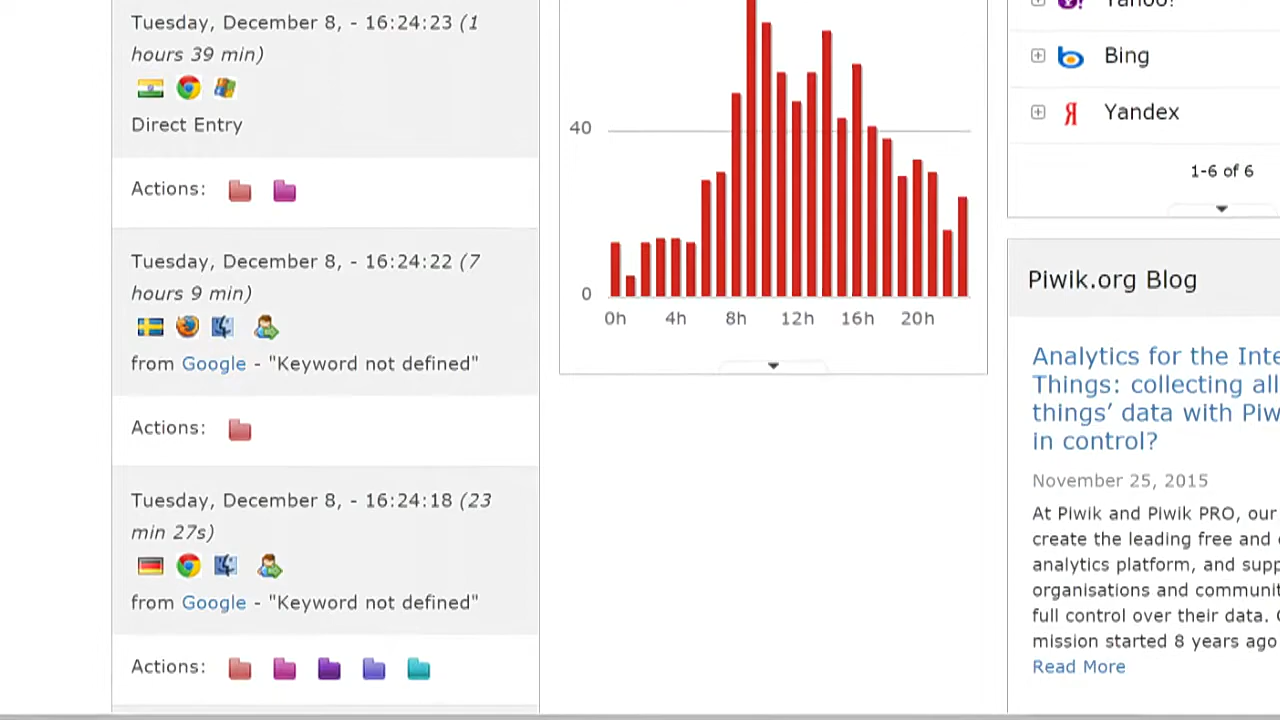 Tuesday, December 8, - 16:24:23 (1
hours 39 min)
Direct Entry
Actions:
Tuesday, December 8, - 16:24:22 (7
hours 9 min)
from Google - "Keyword not defined"
Actions:
Tuesday, December 8, - 16:24:18 (23
min 27s)
from Google - "Keyword not defined"
Actions:
40
0
0h 4h 8h 12h 16h 20h
Yahoo!
Bing
Yandex
1-6 of 6
Piwik.org Blog
Analytics for the Inte
Things: collecting all
things’ data with Piw
in control?
November 25, 2015
At Piwik and Piwik PRO, our
create the leading free and
analytics platform, and supp
organisations and communit
full control over their data.
mission started 8 years ago
Read More